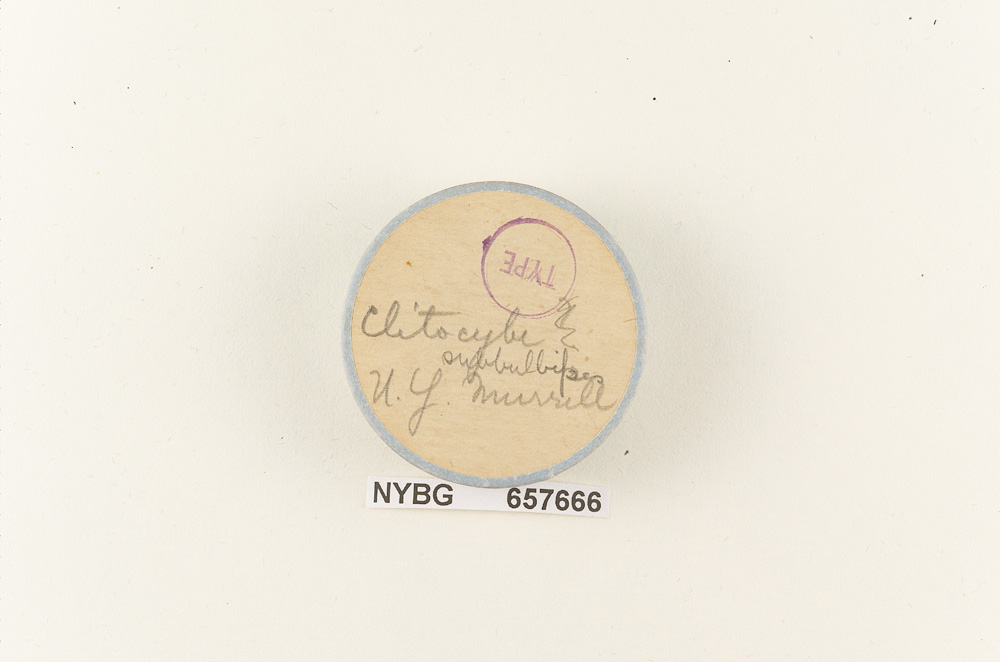 TYPE
Clitocybe
subbulbipes
N.Y. Murrill
NYBG 657666